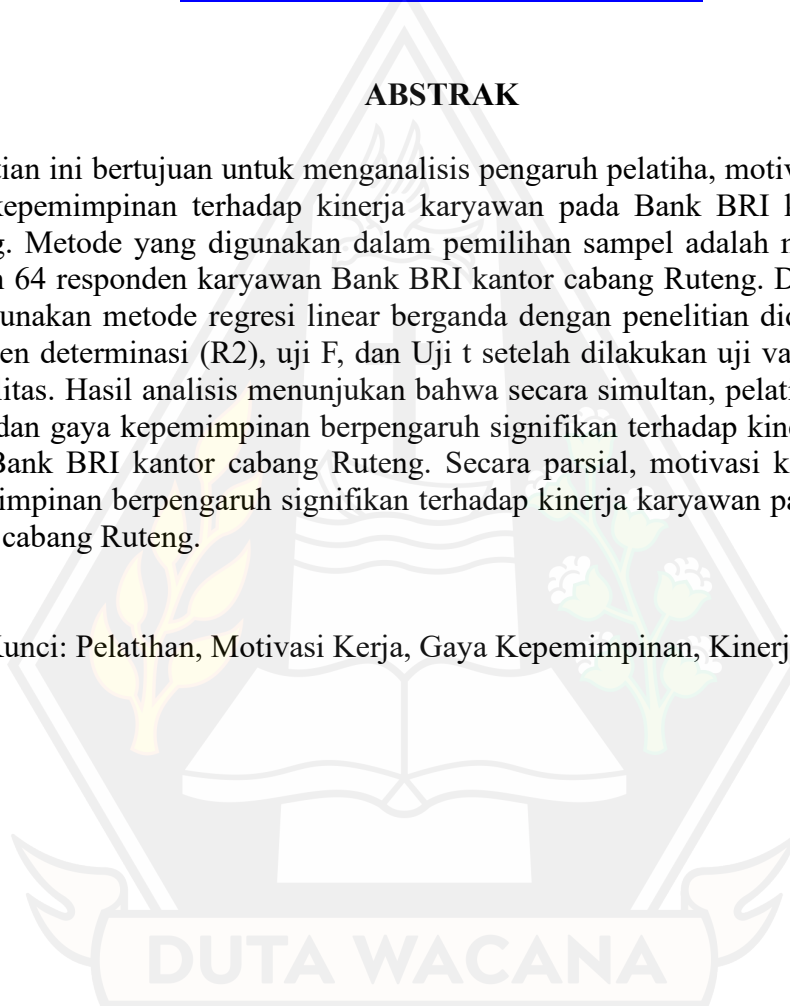 ABSTRAK
tian ini bertujuan untuk menganalisis pengaruh pelatiha, motiv
kepemimpinan terhadap kinerja karyawan pada Bank BRI k
g. Metode yang digunakan dalam pemilihan sampel adalah m
n 64 responden karyawan Bank BRI kantor cabang Ruteng. D
unakan metode regresi linear berganda dengan penelitian did
en determinasi (R2), uji F, dan Uji t setelah dilakukan uji va
litas. Hasil analisis menunjukan bahwa secara simultan, pelati
dan gaya kepemimpinan berpengaruh signifikan terhadap kine
Bank BRI kantor cabang Ruteng. Secara parsial, motivasi k
impinan berpengaruh signifikan terhadap kinerja karyawan pa
cabang Ruteng.
Kunci: Pelatihan, Motivasi Kerja, Gaya Kepemimpinan, Kinerj
DUTA WACANA